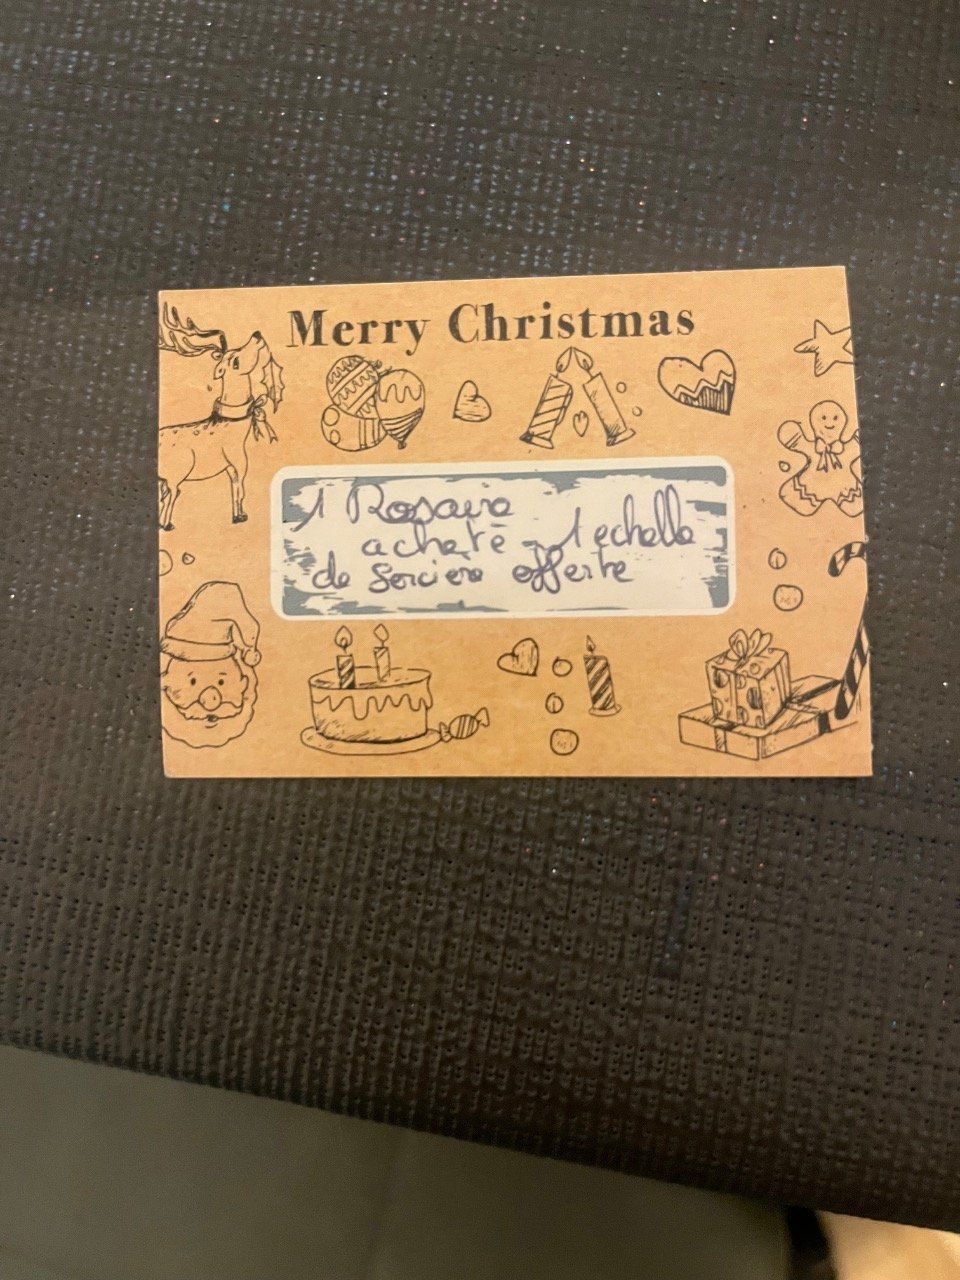 Merry Christmas
1 Rosaire
acheté = 1 echelle
de Sorciere offerte